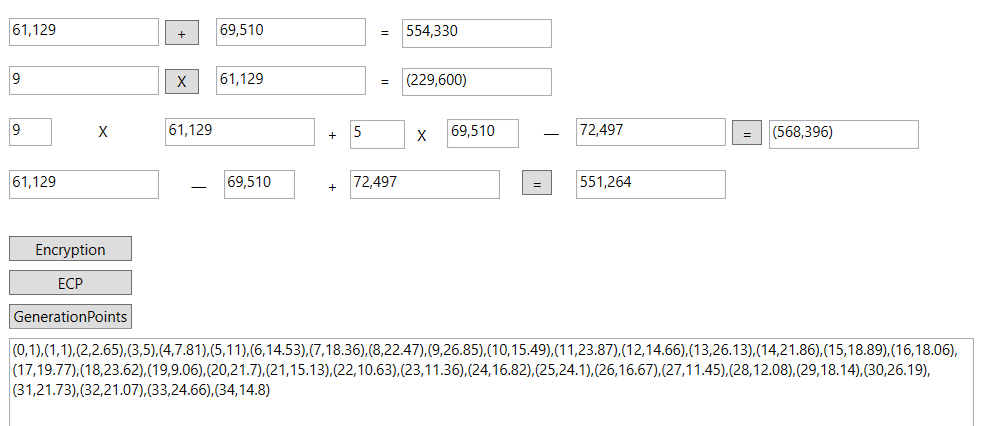 61,129 + 69,510 = 554,330
9 X 61,129 = (229,600)
9 X 61,129 + 5 X 69,510 — 72,497 = (568,396)
61,129 — 69,510 + 72,497 = 551,264
Encryption
ECP
GenerationPoints
(0,1),(1,1),(2,2.65),(3,5),(4,7.81),(5,11),(6,14.53),(7,18.36),(8,22.47),(9,26.85),(10,15.49),(11,23.87),(12,14.66),(13,26.13),(14,21.86),(15,18.89),(16,18.06),
(17,19.77),(18,23.62),(19,9.06),(20,21.7),(21,15.13),(22,10.63),(23,11.36),(24,16.82),(25,24.1),(26,16.67),(27,11.45),(28,12.08),(29,18.14),(30,26.19),
(31,21.73),(32,21.07),(33,24.66),(34,14.8)